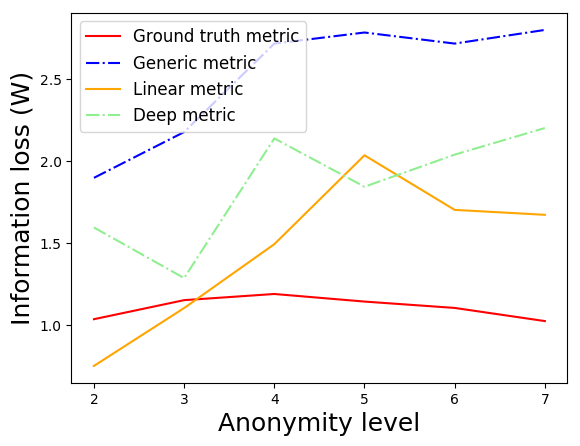 Ground truth metric
Generic metric
Linear metric
Deep metric
Information loss (W)
2.5
2.0
1.5
1.0
2 3 4 5 6 7
Anonymity level